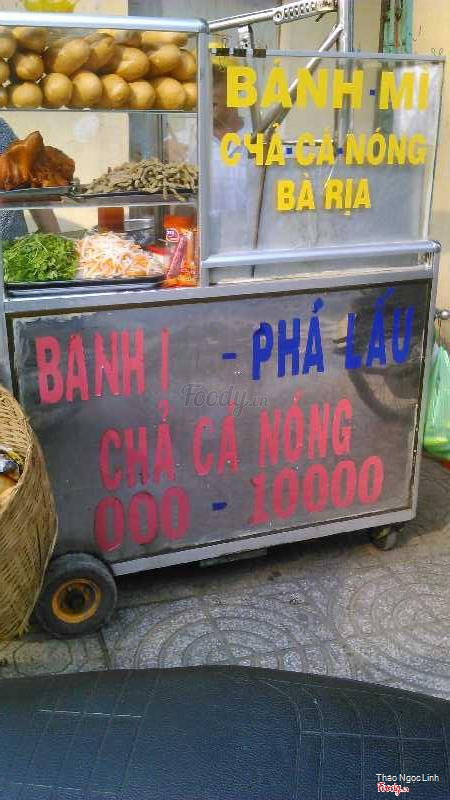 BÁNH-MÌ
CHẢ-CÁ-NÓNG
BÀ RỊA
BANH I - PHÁ LẤU
Foody.vn
CHẢ CÁ NÓNG
000 - 10000
Thao Ngoc Linh
Foody.vn